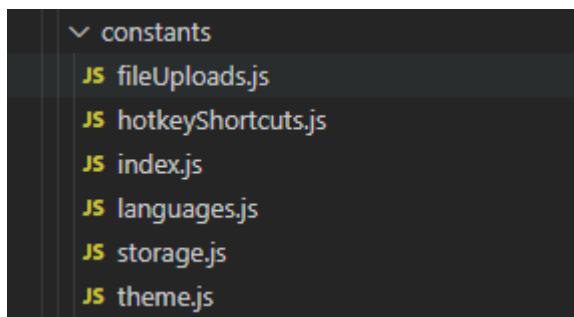 constants
JS fileUploads.js
JS hotkeyShortcuts.js
JS index.js
JS languages.js
JS storage.js
JS theme.js